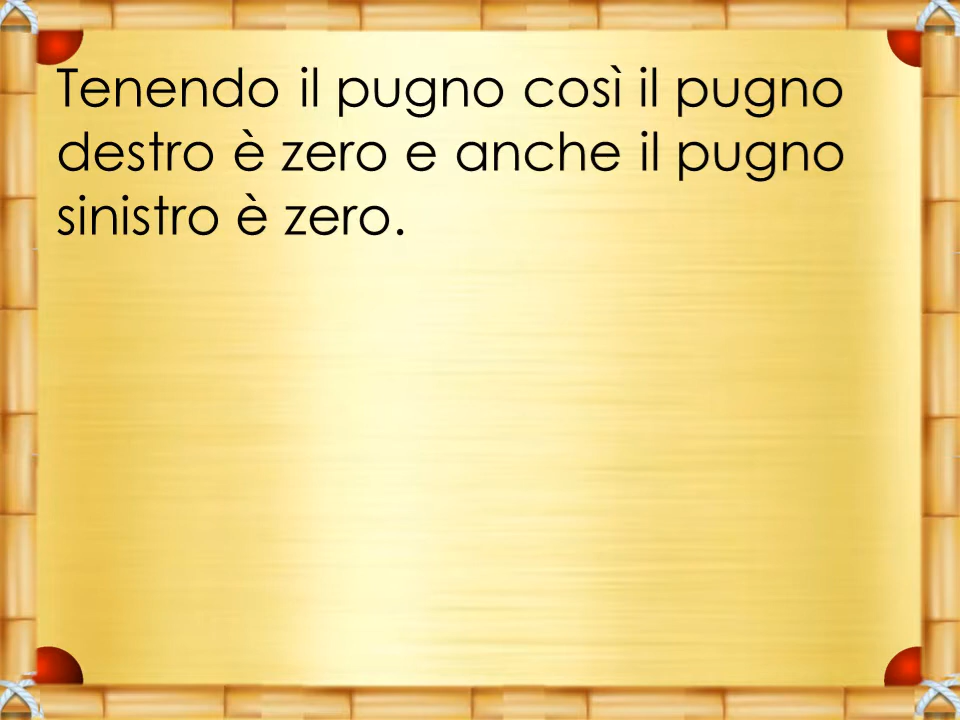 Tenendo il pugno così il pugno
destro è zero e anche il pugno
sinistro è zero.